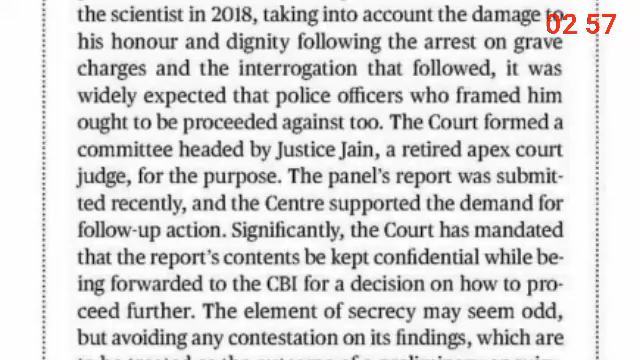 the scientist in 2018, taking into account the damage to
02 57
his honour and dignity following the arrest on grave
charges and the interrogation that followed, it was
widely expected that police officers who framed him
ought to be proceeded against too. The Court formed a
committee headed by Justice Jain, a retired apex court
judge, for the purpose. The panel's report was submit-
ted recently, and the Centre supported the demand for
follow-up action. Significantly, the Court has mandated
that the report's contents be kept confidential while be-
ing forwarded to the CBI for a decision on how to pro-
ceed further. The element of secrecy may seem odd,
but avoiding any contestation on its findings, which are